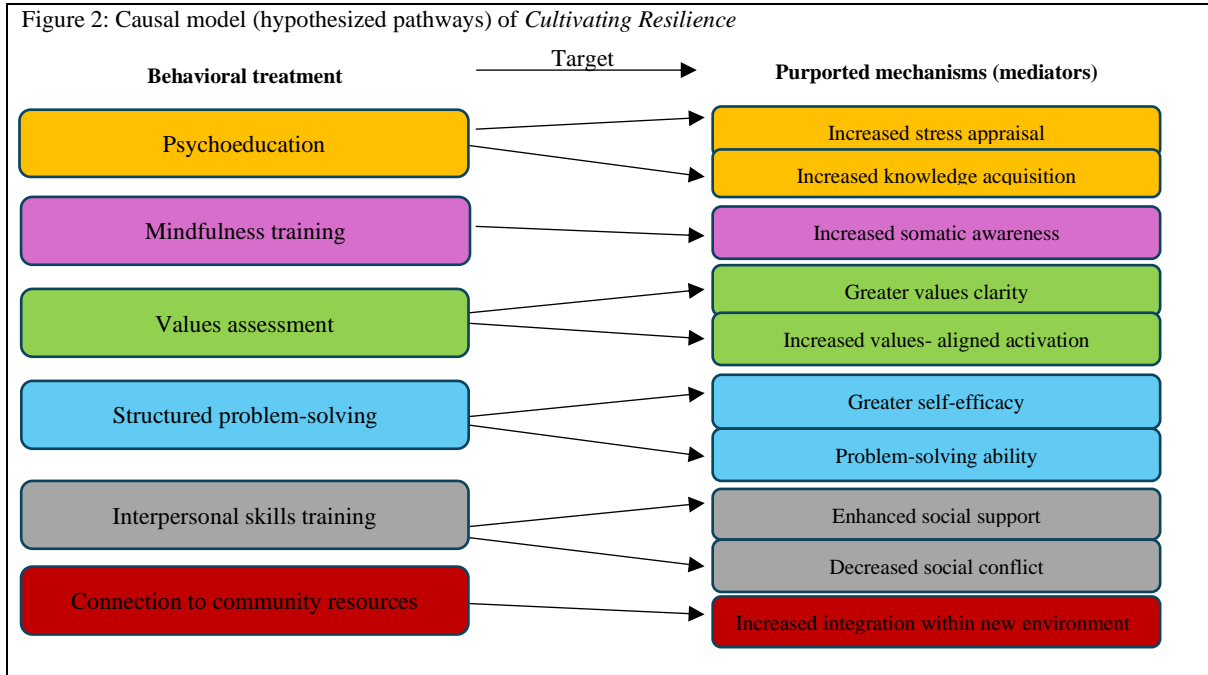 Figure 2: Causal model (hypothesized pathways) of Cultivating Resilience
Behavioral treatment
Target
Purported mechanisms (mediators)
Psychoeducation
Increased stress appraisal
Increased knowledge acquisition
Mindfulness training
Increased somatic awareness
Values assessment
Greater values clarity
Increased values- aligned activation
Structured problem-solving
Greater self-efficacy
Problem-solving ability
Interpersonal skills training
Enhanced social support
Decreased social conflict
Connection to community resources
Increased integration within new environment